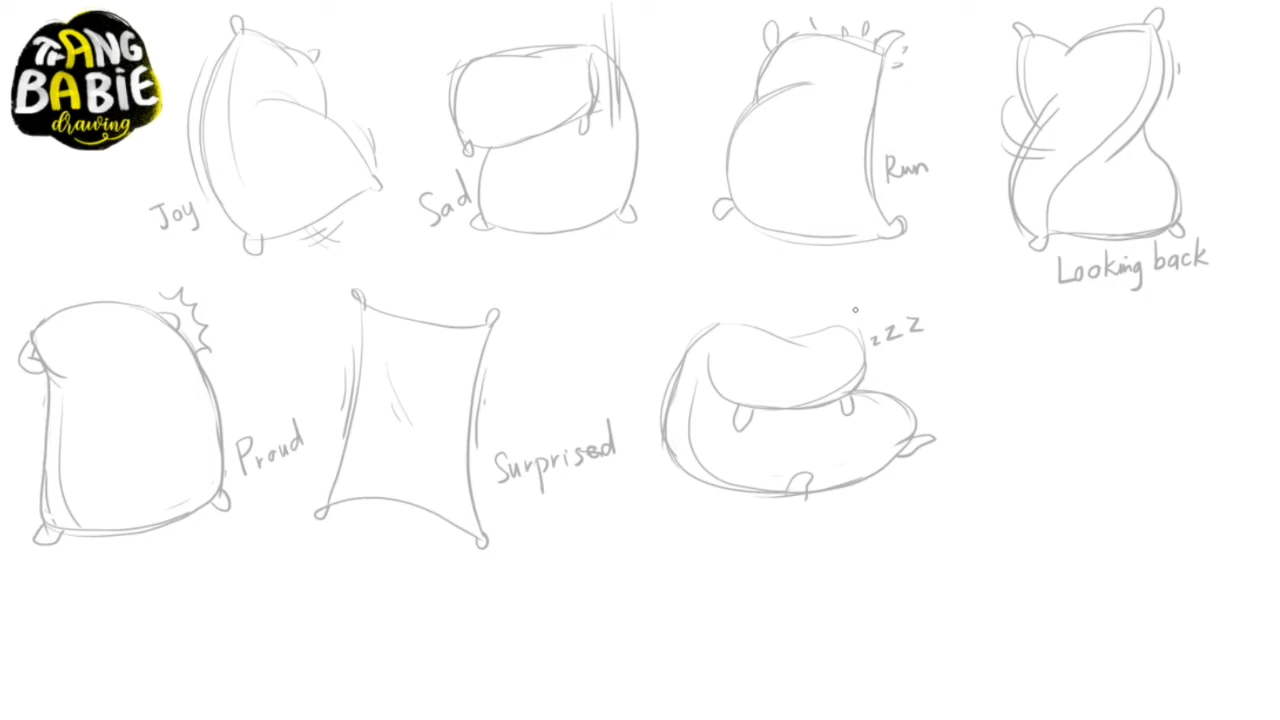 TrANG
BABiE
drawing
Joy
Sad
Run
Looking back
Proud
Surprised
zZZ